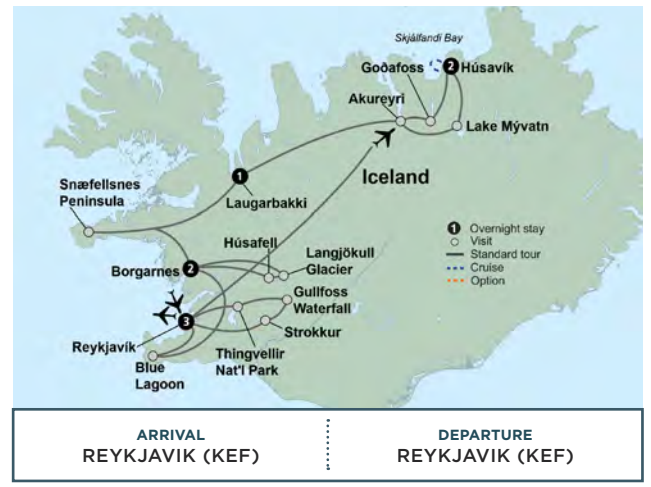 Skjálfandi Bay
Goðafoss
2
Húsavík
Akureyri
Lake Mývatn
Iceland
1
Laugarbakki
Snæfellsnes
Peninsula
Húsafell
Langjökull
Glacier
Borgarnes
2
Gullfoss
Waterfall
3
Reykjavík
Strokkur
Thingvellir
Nat'l Park
Blue
Lagoon
1 Overnight stay
Visit
Standard tour
Cruise
Option
ARRIVAL
REYKJAVIK (KEF)
DEPARTURE
REYKJAVIK (KEF)